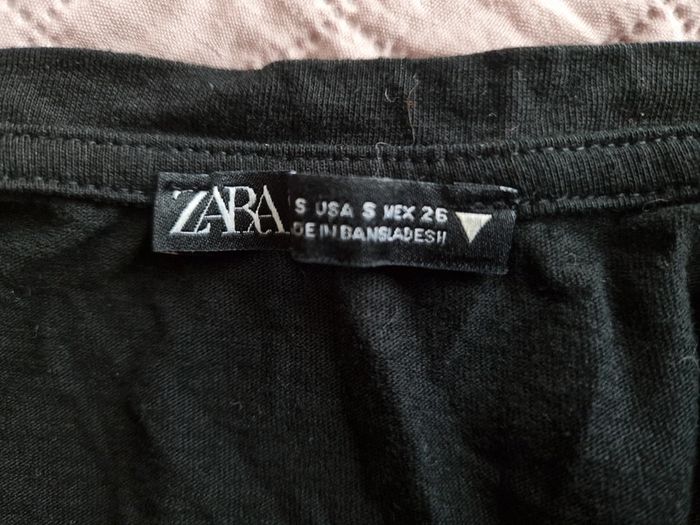 ZARA
S USA S MEX 26
DE IN BANGLADESH